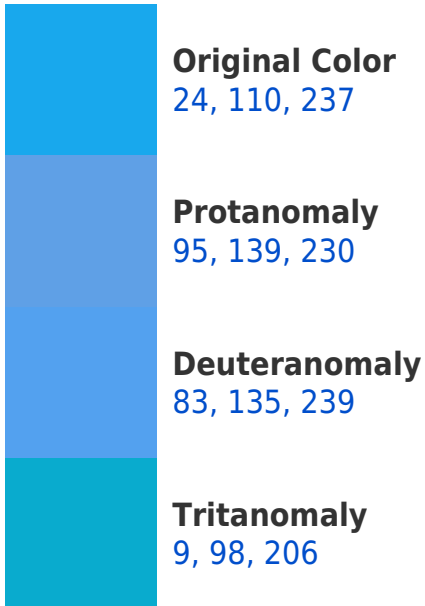 Original Color
24, 110, 237
Protanomaly
95, 139, 230
Deuteranomaly
83, 135, 239
Tritanomaly
9, 98, 206